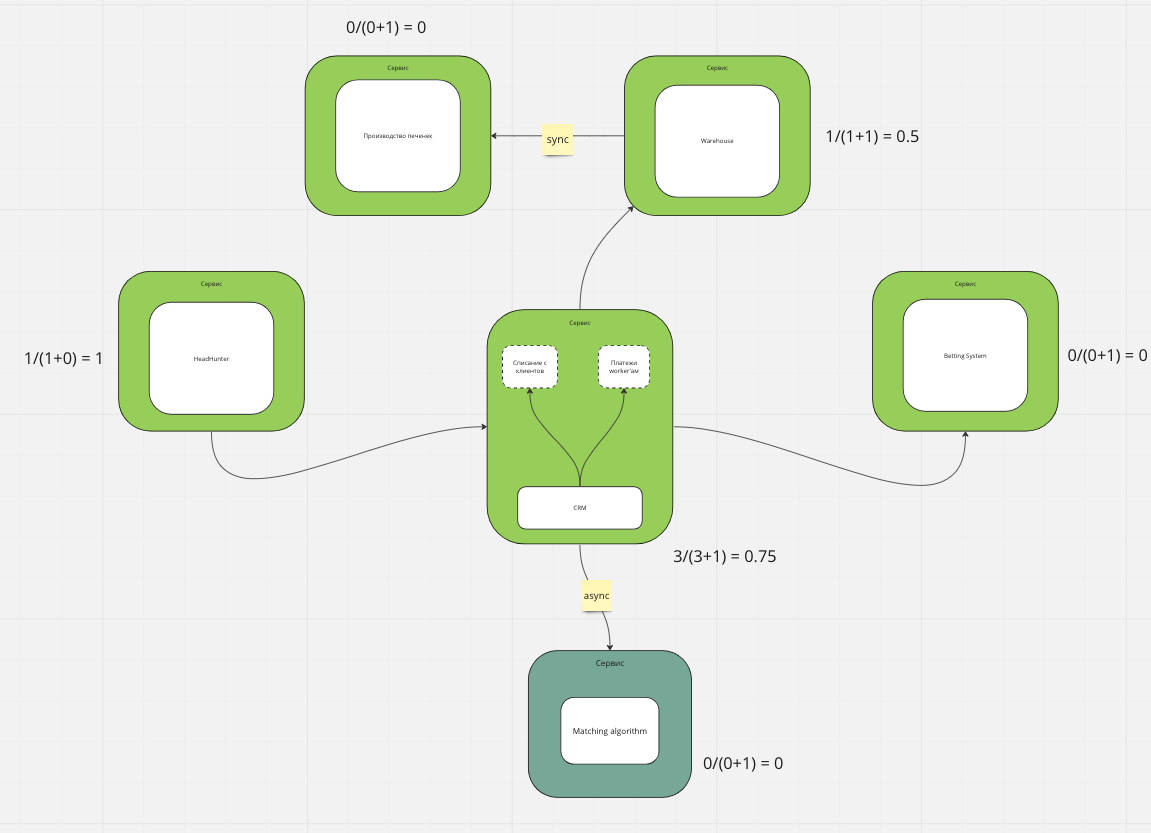 0/(0+1) = 0
Сервис
Производство печенек
sync
Сервис
Warehouse
1/(1+1) = 0.5
Сервис
HeadHunter
1/(1+0) = 1
Сервис
Списание с
клиентов
Платежи
worker'ам
CRM
3/(3+1) = 0.75
Сервис
Betting System
0/(0+1) = 0
async
Сервис
Matching algorithm
0/(0+1) = 0